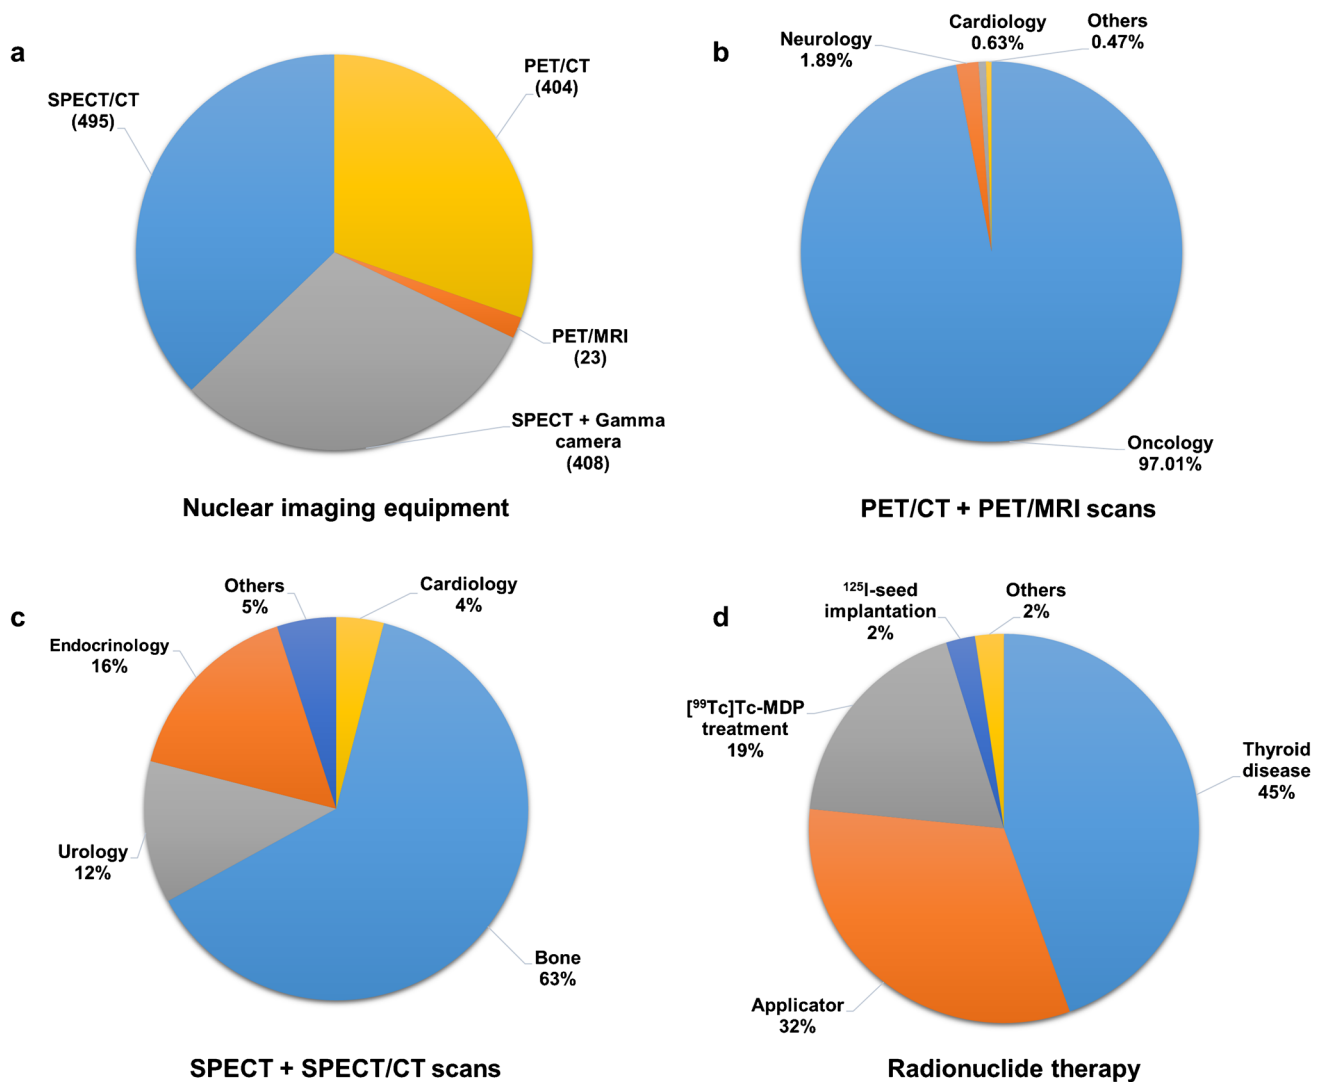 a
SPECT/CT
(495)
PET/CT
(404)
PET/MRI
(23)
SPECT + Gamma
camera
(408)
Nuclear imaging equipment
b
Neurology
1.89%
Cardiology
0.63%
Others
0.47%
Oncology
97.01%
PET/CT + PET/MRI scans
c
Others
5%
Cardiology
4%
Endocrinology
16%
Urology
12%
Bone
63%
SPECT + SPECT/CT scans
d
¹²⁵I-seed
implantation
2%
Others
2%
[⁹⁹Tc]Tc-MDP
treatment
19%
Thyroid
disease
45%
Applicator
32%
Radionuclide therapy